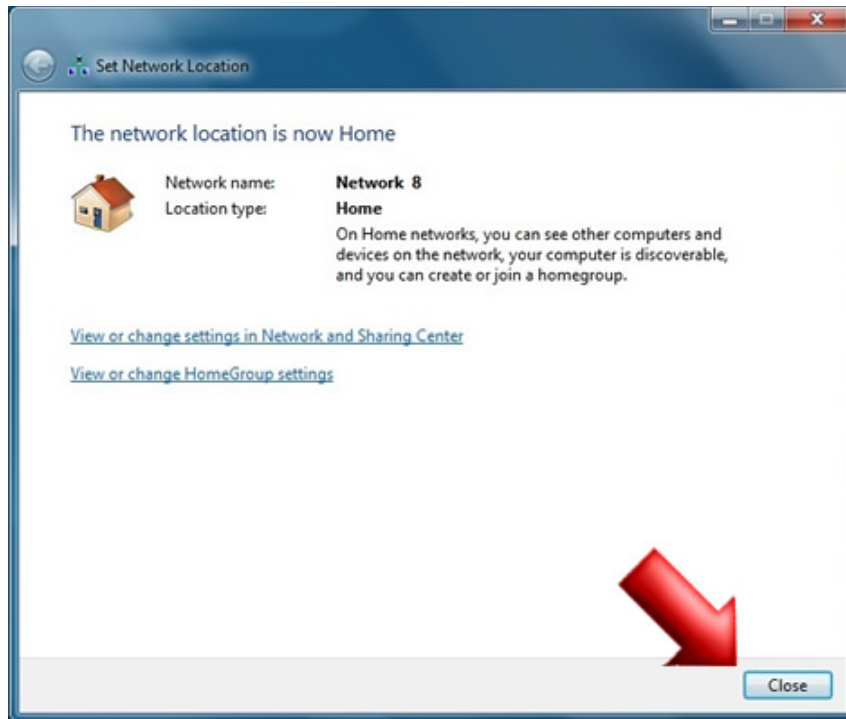 Set Network Location
The network location is now Home
Network name: Network 8
Location type: Home
On Home networks, you can see other computers and
devices on the network, your computer is discoverable,
and you can create or join a homegroup.
View or change settings in Network and Sharing Center
View or change HomeGroup settings
Close